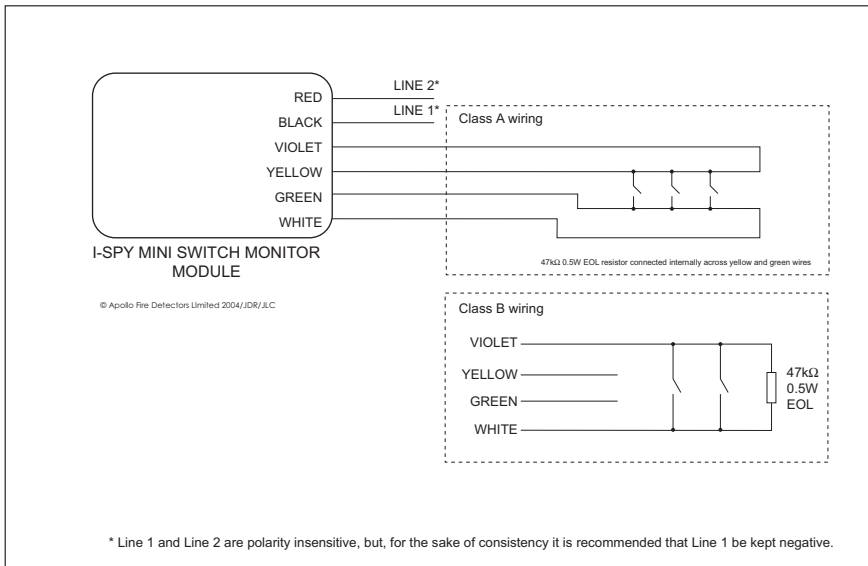 LINE 2*
RED
LINE 1*
BLACK
Class A wiring
VIOLET
YELLOW
GREEN
WHITE
I-SPY MINI SWITCH MONITOR
MODULE
47kΩ 0.5W EOL resistor connected internally across yellow and green wires
© Apollo Fire Detectors Limited 2004/JDR/JLC
Class B wiring
VIOLET
YELLOW
GREEN
WHITE
47kΩ
0.5W
EOL
* Line 1 and Line 2 are polarity insensitive, but, for the sake of consistency it is recommended that Line 1 be kept negative.